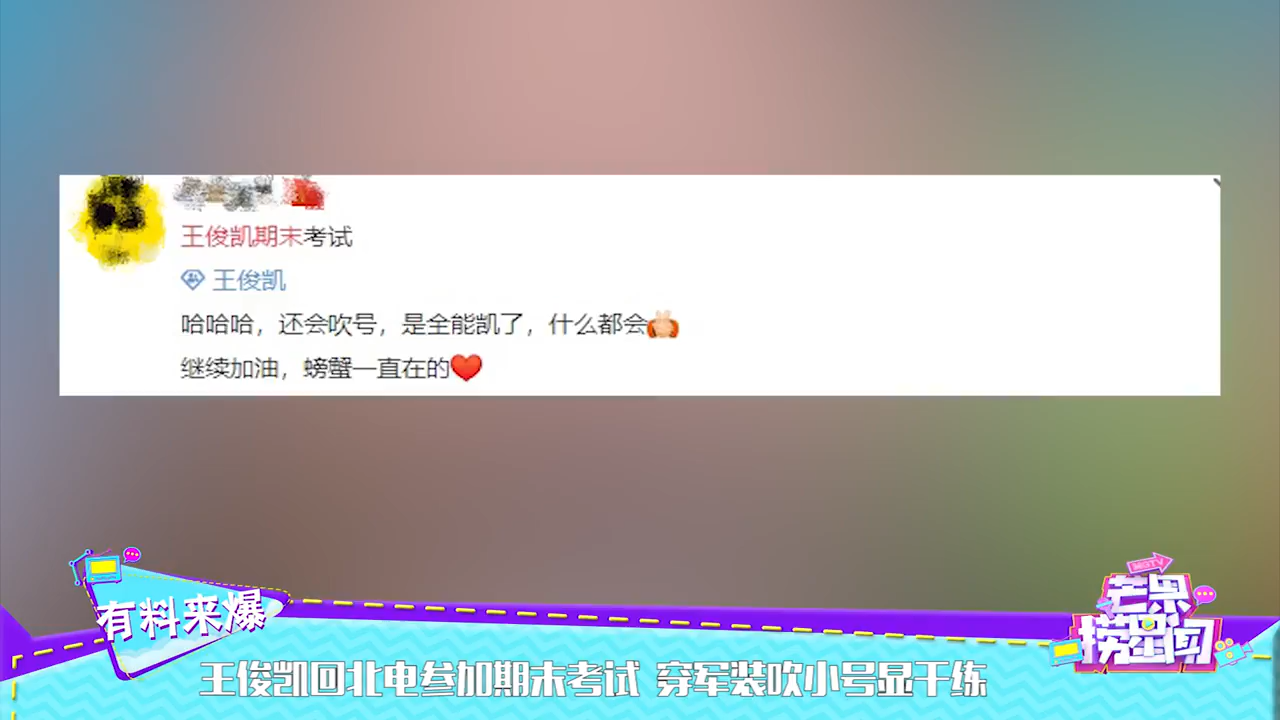 王俊凯期末考试
王俊凯
哈哈哈，还会吹号，是全能凯了，什么都会
继续加油，螃蟹一直在的
有料来爆
MGTV
芒果
捞星闻
王俊凯回北电参加期末考试 穿军装吹小号显干练